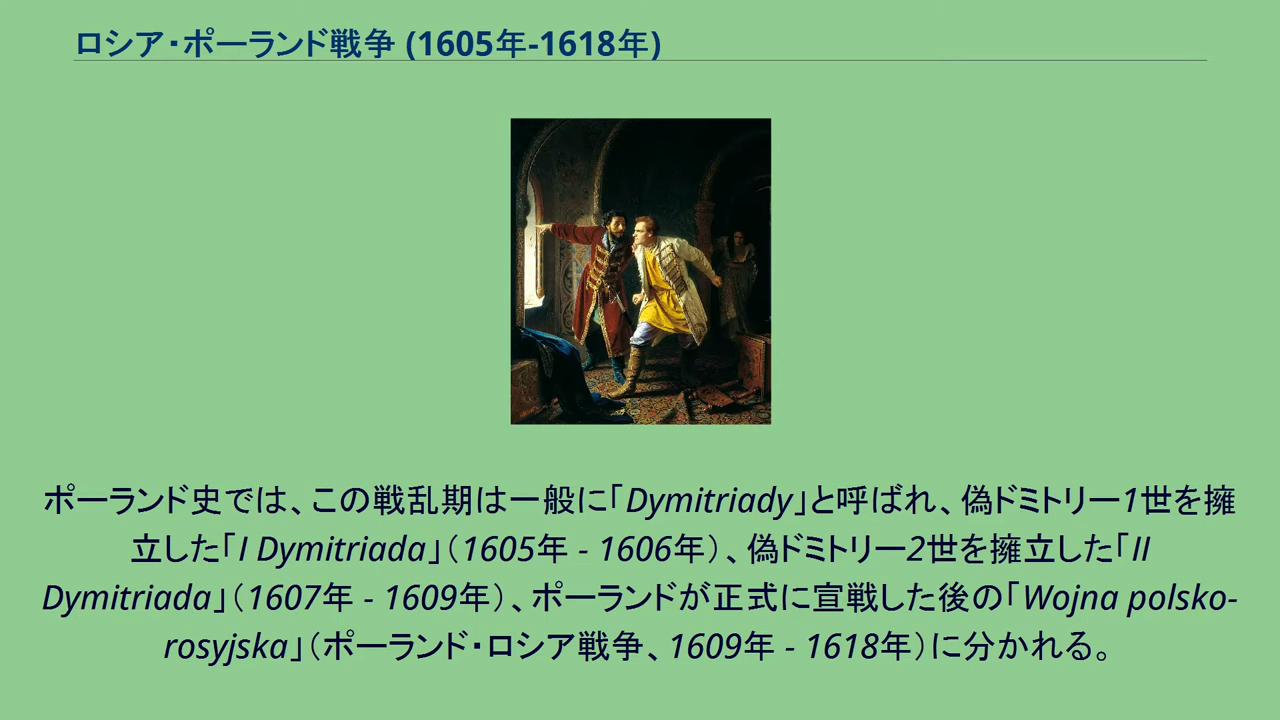 ロシア・ポーランド戦争 (1605年-1618年)
ポーランド史では、この戦乱期は一般に「Dymitriady」と呼ばれ、偽ドミトリー1世を擁
立した「I Dymitriada」（1605年 - 1606年）、偽ドミトリー2世を擁立した「II
Dymitriada」（1607年 - 1609年）、ポーランドが正式に宣戦した後の「Wojna polsko-
rosyjska」（ポーランド・ロシア戦争、1609年 - 1618年）に分かれる。